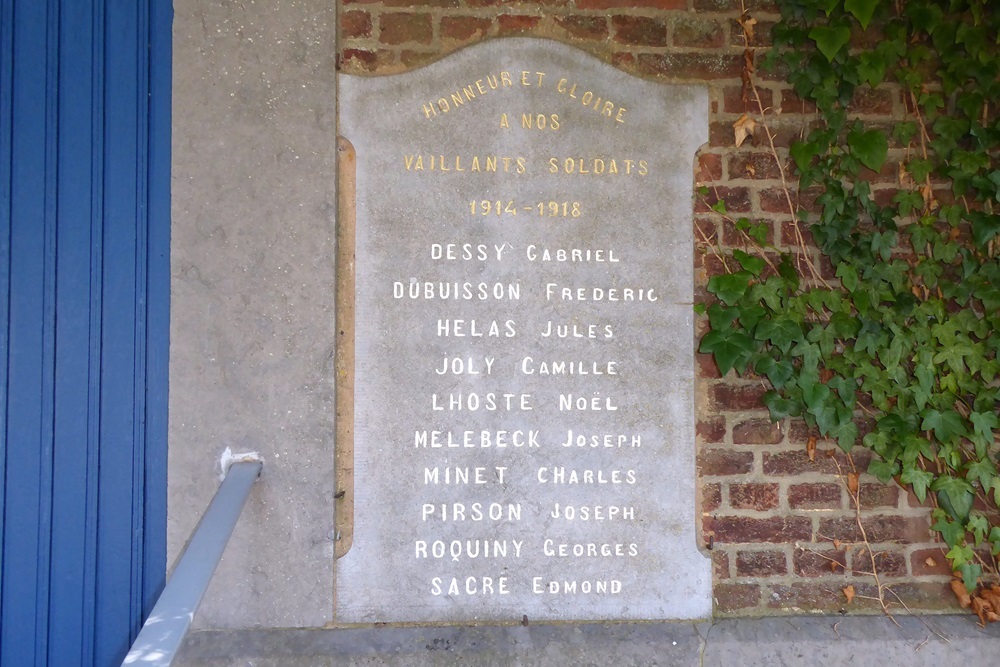 HONNEUR ET GLOIRE
A NOS
VAILLANTS SOLDATS
1914-1918
DESSY GABRIEL
DUBUISSON FREDERIC
HELAS JULES
JOLY CAMILLE
LHOSTE NOËL
MELEBECK JOSEPH
MINET CHARLES
PIRSON JOSEPH
ROQUINY GEORGES
SACRÉ EDMOND